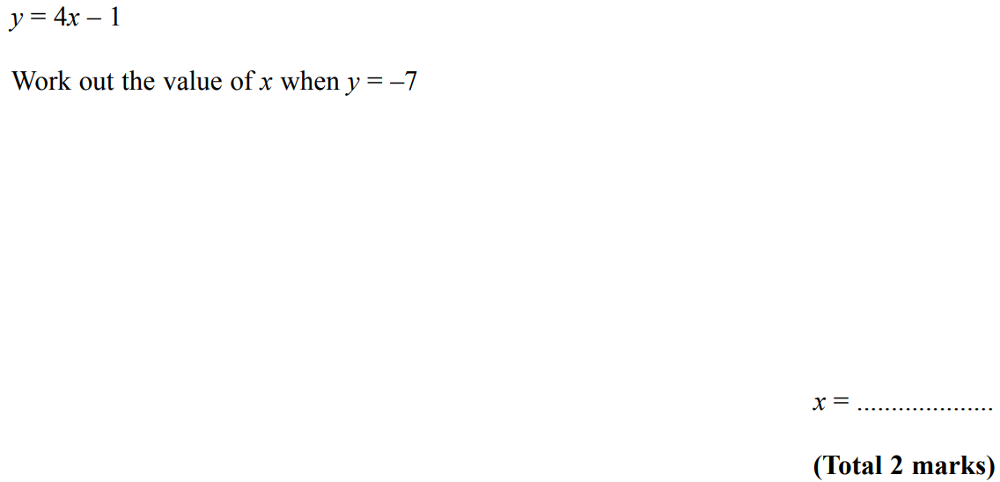 y = 4x – 1
Work out the value of x when y = –7
x = ....................
(Total 2 marks)